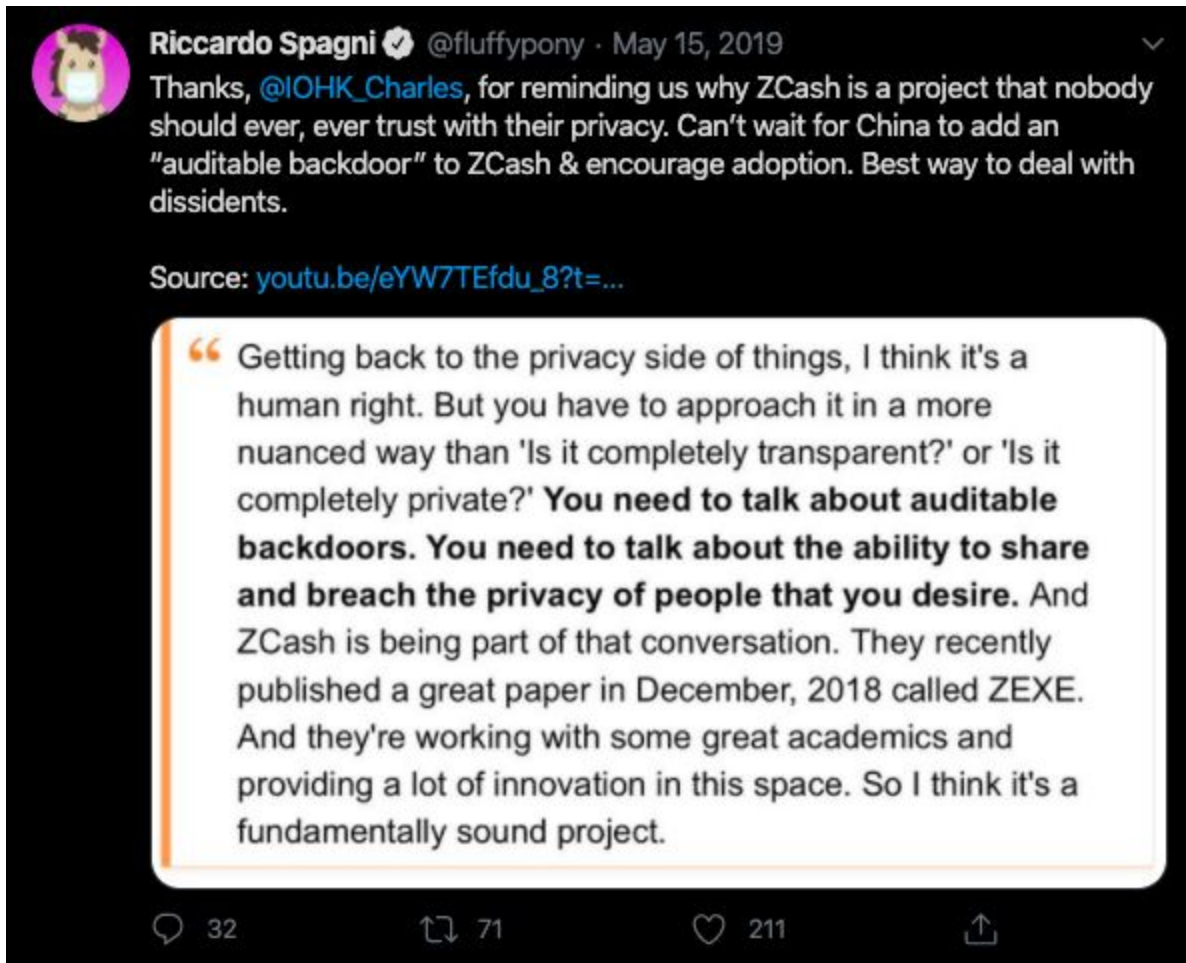 Riccardo Spagni @fluffypony · May 15, 2019
Thanks, @IOHK_Charles, for reminding us why ZCash is a project that nobody
should ever, ever trust with their privacy. Can't wait for China to add an
"auditable backdoor" to ZCash & encourage adoption. Best way to deal with
dissidents.
Source: youtu.be/eYW7TEfdu_8?t=...
“ Getting back to the privacy side of things, I think it's a
human right. But you have to approach it in a more
nuanced way than 'Is it completely transparent?' or 'Is it
completely private?' You need to talk about auditable
backdoors. You need to talk about the ability to share
and breach the privacy of people that you desire. And
ZCash is being part of that conversation. They recently
published a great paper in December, 2018 called ZEXE.
And they're working with some great academics and
providing a lot of innovation in this space. So I think it's a
fundamentally sound project.
32 71 211